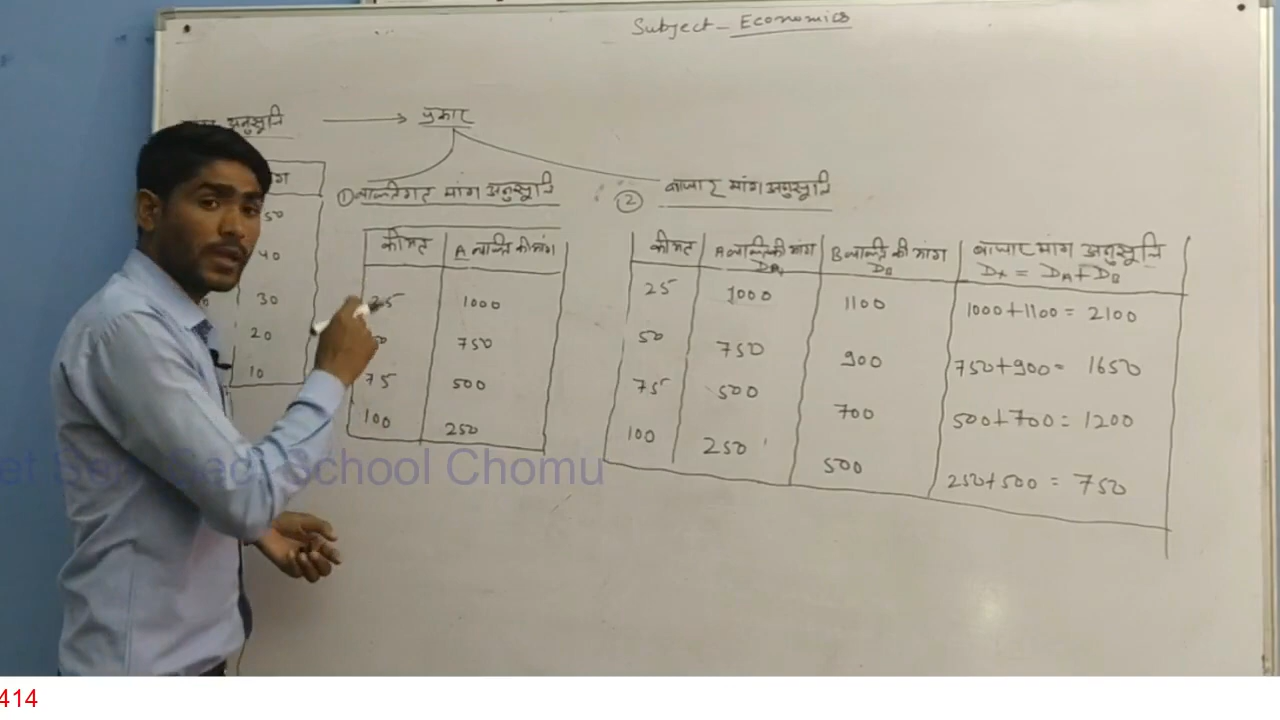 Subject - Economics
अनुसूचि → प्रकार
① व्यक्तिगत मांग अनुसूचि
② बाजार मांग अनुसूचि
50
40
30
20
10
कीमत A व्यक्ति की मांग
25 1000
750
75 500
100 250
कीमत A व्यक्ति की मांग B व्यक्ति की मांग बाजार मांग अनुसूचि
DA DB Dx = DA+DB
25 1000 1100 1000+1100 = 2100
50 750 900 750+900= 1650
75 500 700 500+700= 1200
100 250 500 250+500 = 750
School Chomu
414